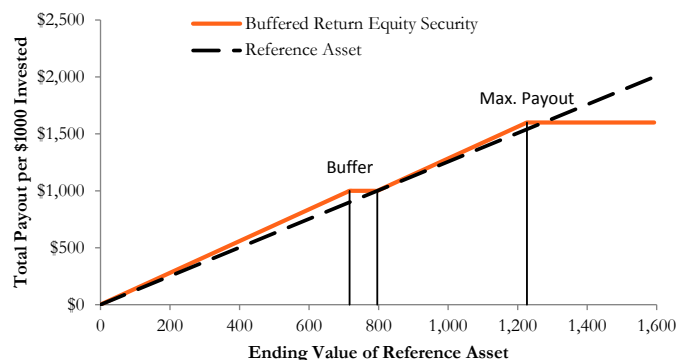 $2,500
Buffered Return Equity Security
Reference Asset
$2,000
Max. Payout
$1,500
Buffer
$1,000
$500
$0
Total Payout per $1000 Invested
0 200 400 600 800 1,000 1,200 1,400 1,600
Ending Value of Reference Asset